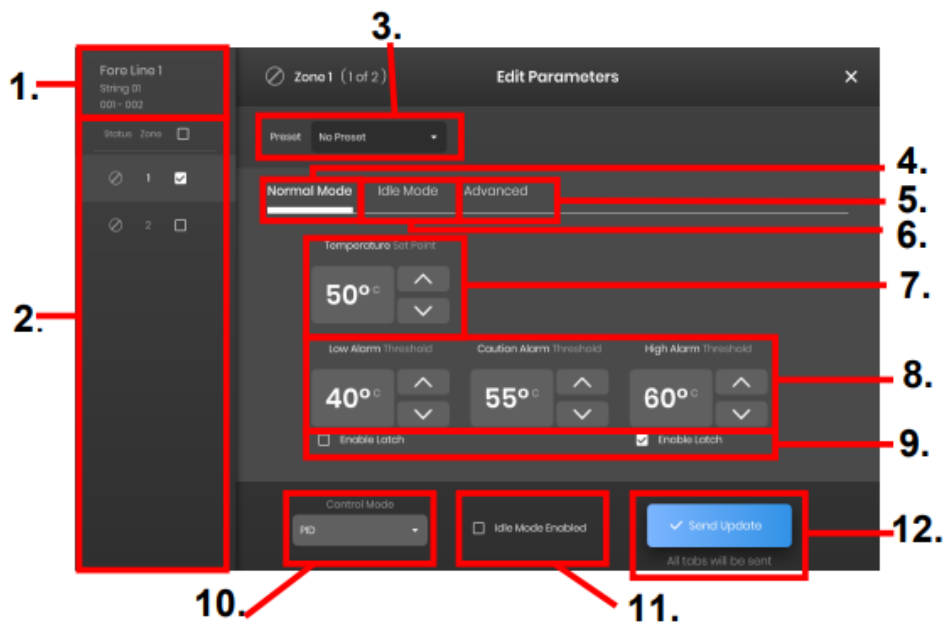 3.
1.
Fore Line 1
String 01
001 - 002
Zone 1 (1 of 2)
Edit Parameters
Status Zone
Preset No Preset
1
2
2.
4.
Normal Mode Idle Mode Advanced
5.
6.
Temperature Set Point
50° C
7.
Low Alarm Threshold Caution Alarm Threshold High Alarm Threshold
40° C 55° C 60° C
8.
Enable Latch Enable Latch
9.
Control Mode
PID
Idle Mode Enabled
✓ Send Update
All tabs will be sent
12.
10.
11.